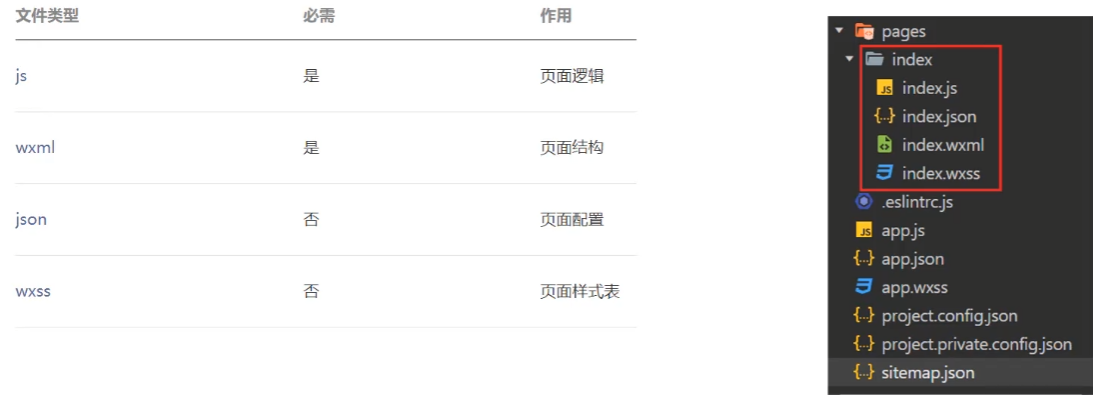 文件类型 必需 作用
js 是 页面逻辑
wxml 是 页面结构
json 否 页面配置
wxss 否 页面样式表
pages
index
index.js
index.json
index.wxml
index.wxss
.eslintrc.js
app.js
app.json
app.wxss
project.config.json
project.private.config.json
sitemap.json